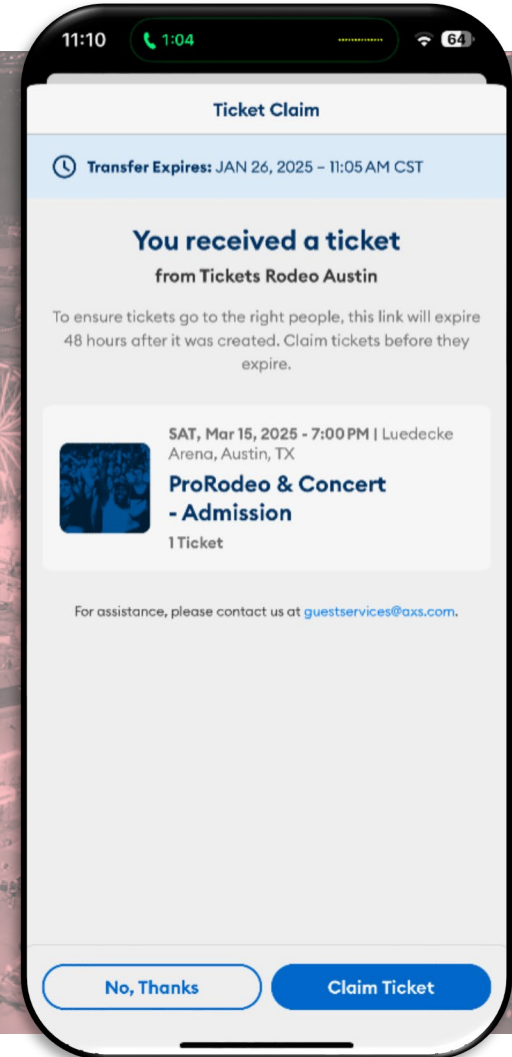 11:10
1:04
64
Ticket Claim
Transfer Expires: JAN 26, 2025 – 11:05 AM CST
You received a ticket
from Tickets Rodeo Austin
To ensure tickets go to the right people, this link will expire
48 hours after it was created. Claim tickets before they
expire.
SAT, Mar 15, 2025 - 7:00 PM | Luedecke
Arena, Austin, TX
ProRodeo & Concert
- Admission
1 Ticket
For assistance, please contact us at guestservices@axs.com.
No, Thanks
Claim Ticket